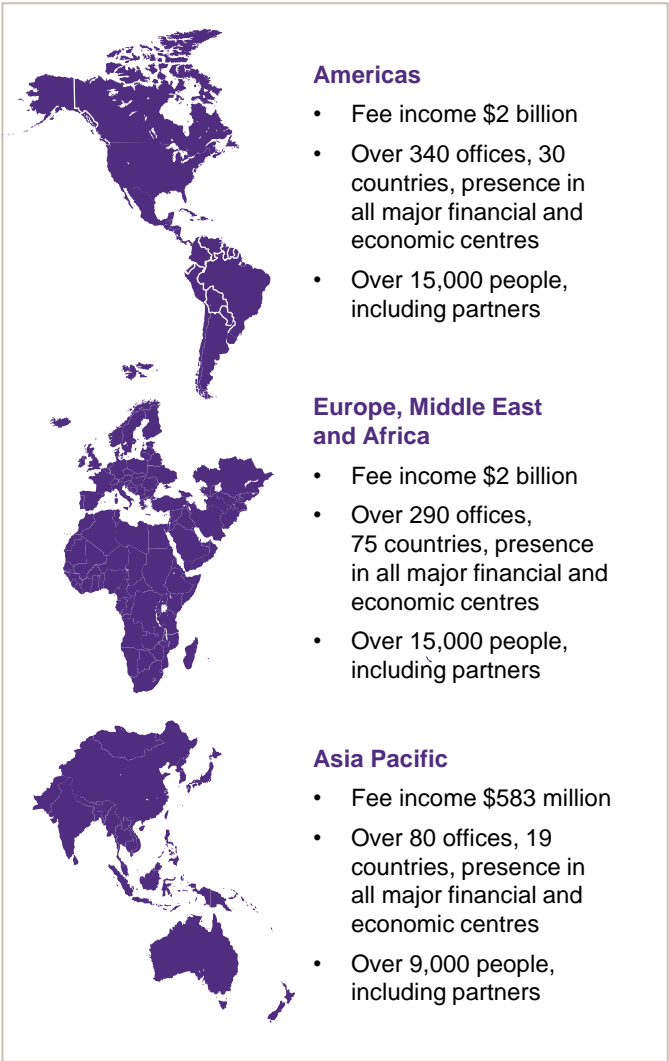 Americas
• Fee income $2 billion
• Over 340 offices, 30
countries, presence in
all major financial and
economic centres
• Over 15,000 people,
including partners
Europe, Middle East
and Africa
• Fee income $2 billion
• Over 290 offices,
75 countries, presence
in all major financial and
economic centres
• Over 15,000 people,
including partners
Asia Pacific
• Fee income $583 million
• Over 80 offices, 19
countries, presence in
all major financial and
economic centres
• Over 9,000 people,
including partners